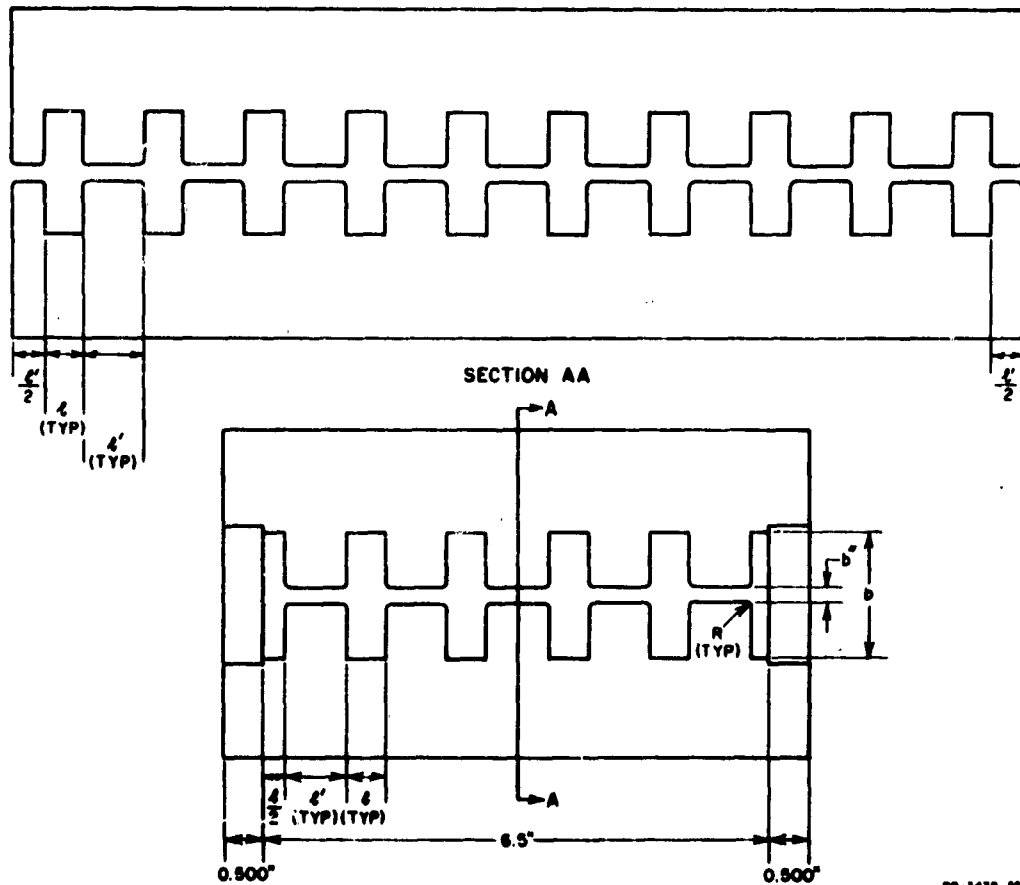 ℓ'/2
ℓ
(TYP)
ℓ'
(TYP)
SECTION AA
ℓ'/2
A
b"
b
R
(TYP)
A
ℓ/2
ℓ'
(TYP)
ℓ
(TYP)
6.5"
0.500"
0.500"